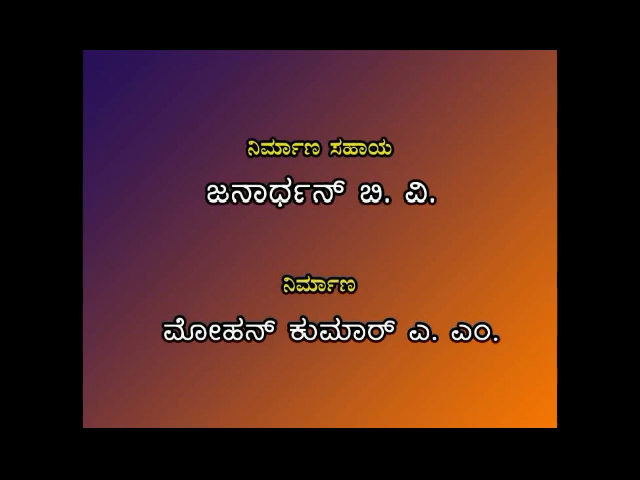 ನಿರ್ಮಾಣ ಸಹಾಯ
ಜನಾರ್ಧನ್ ಬಿ. ವಿ.
ನಿರ್ಮಾಣ
ಮೋಹನ್ ಕುಮಾರ್ ಎ. ಎಂ.